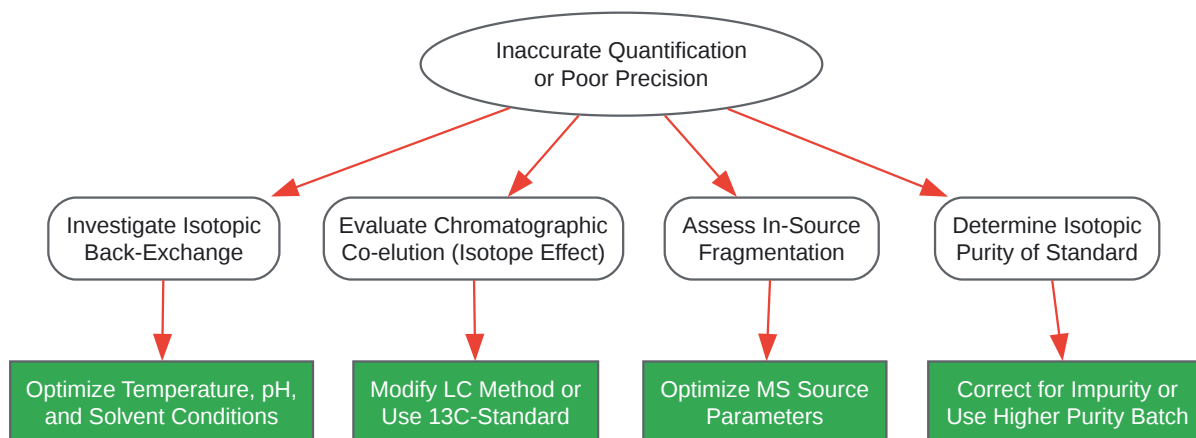 Inaccurate Quantification
or Poor Precision
Investigate Isotopic
Back-Exchange
Evaluate Chromatographic
Co-elution (Isotope Effect)
Assess In-Source
Fragmentation
Determine Isotopic
Purity of Standard
Optimize Temperature, pH,
and Solvent Conditions
Modify LC Method or
Use 13C-Standard
Optimize MS Source
Parameters
Correct for Impurity or
Use Higher Purity Batch